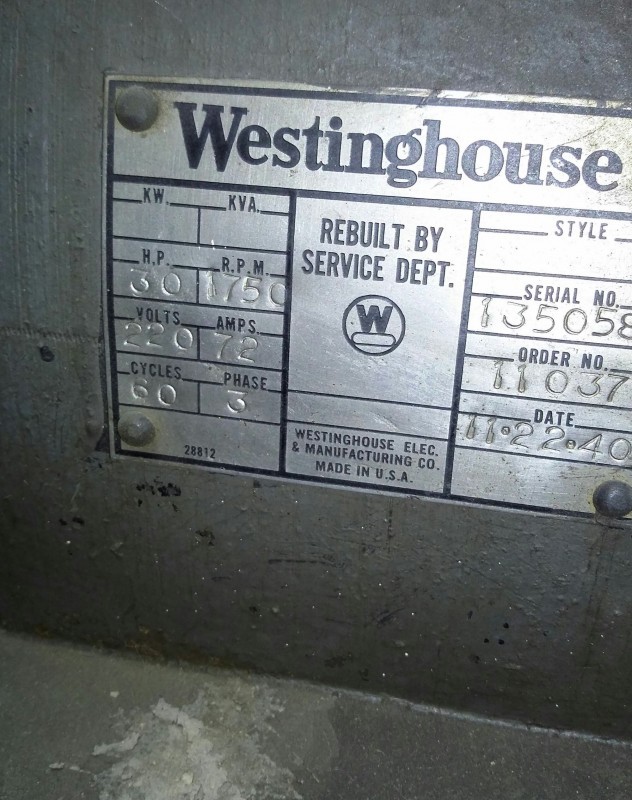 Westinghouse
KW. KVA.
H.P. R.P.M.
30 1750
VOLTS AMPS.
220 72
CYCLES PHASE
60 3
28812
REBUILT BY
SERVICE DEPT.
W
WESTINGHOUSE ELEC.
& MANUFACTURING CO.
MADE IN U.S.A.
STYLE
SERIAL NO.
135058
ORDER NO.
11037
DATE
11.22.40